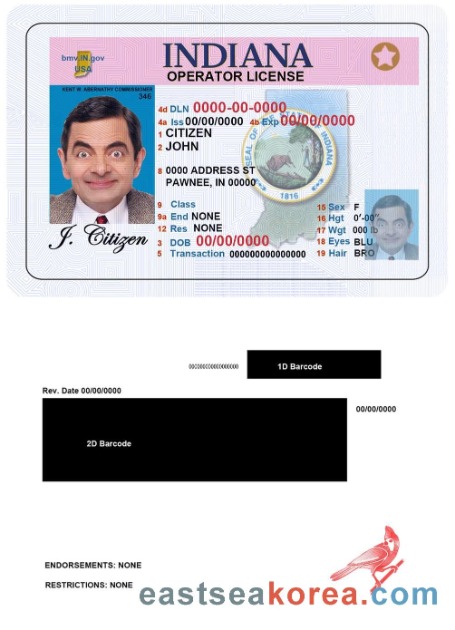 bmv.IN.gov
USA
INDIANA
OPERATOR LICENSE
KENT W. ABERNATHY COMMISSIONER
346
4d DLN 0000-00-0000
4a Iss 00/00/0000 4b Exp 00/00/0000
1 CITIZEN
2 JOHN
8 0000 ADDRESS ST
PAWNEE, IN 00000
SEAL OF THE STATE OF INDIANA
1816
9 Class
9a End NONE
12 Res NONE
3 DOB 00/00/0000
5 Transaction 000000000000000
15 Sex F
16 Hgt 0'-00"
17 Wgt 000 lb
18 Eyes BLU
19 Hair BRO
J. Citizen
1D Barcode
Rev. Date 00/00/0000
00/00/0000
2D Barcode
ENDORSEMENTS: NONE
RESTRICTIONS: NONE
eastseakorea.com